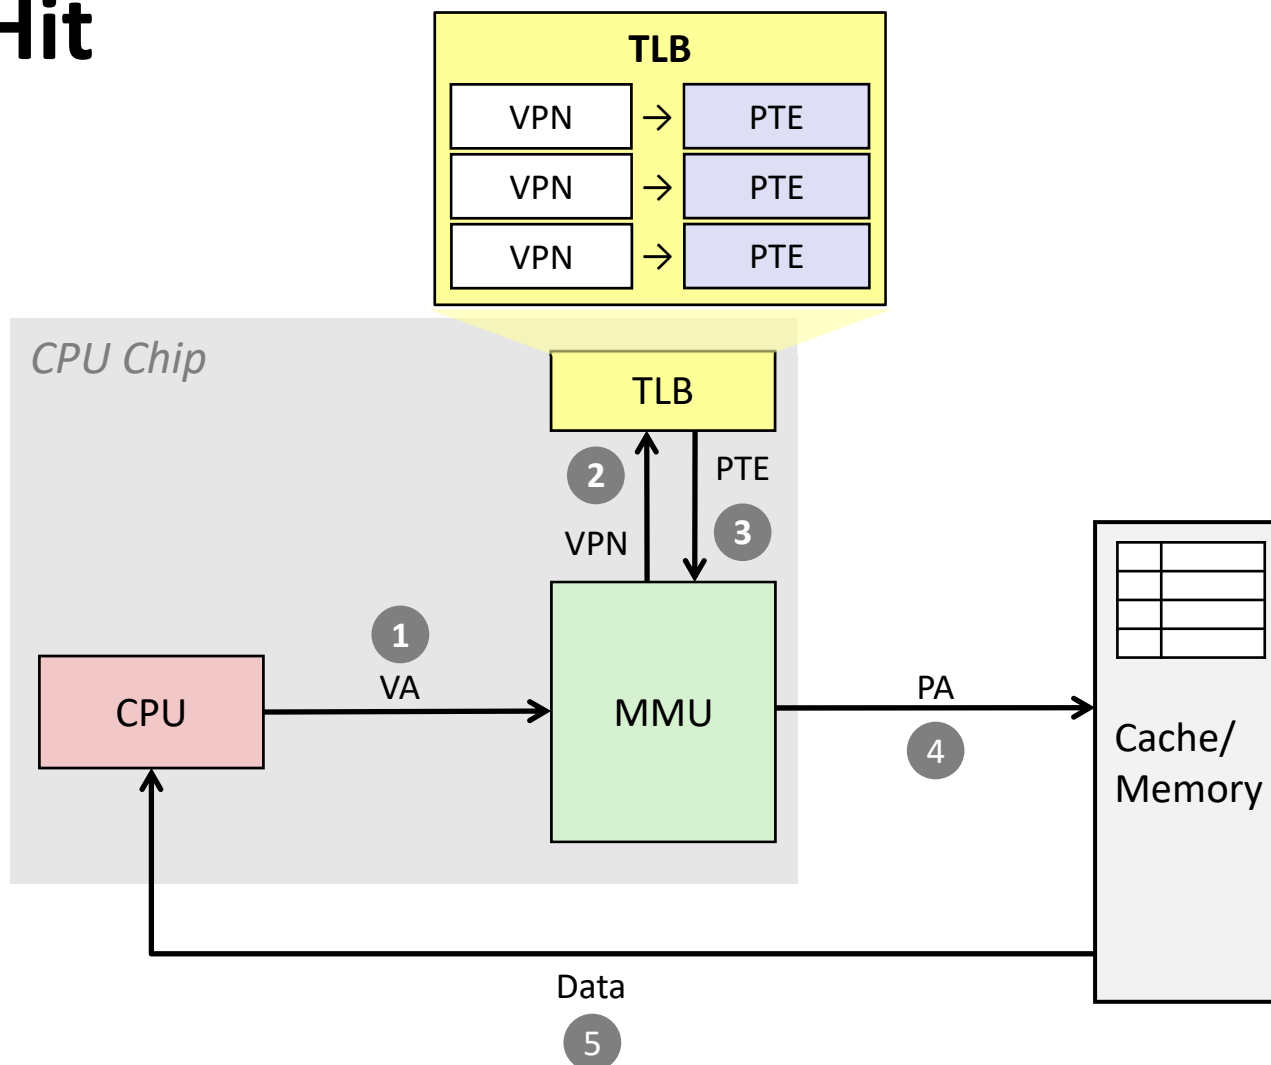 Hit
TLB
VPN → PTE
VPN → PTE
VPN → PTE
CPU Chip
TLB
2
PTE
VPN
3
1
VA
CPU
MMU
PA
4
Cache/
Memory
Data
5